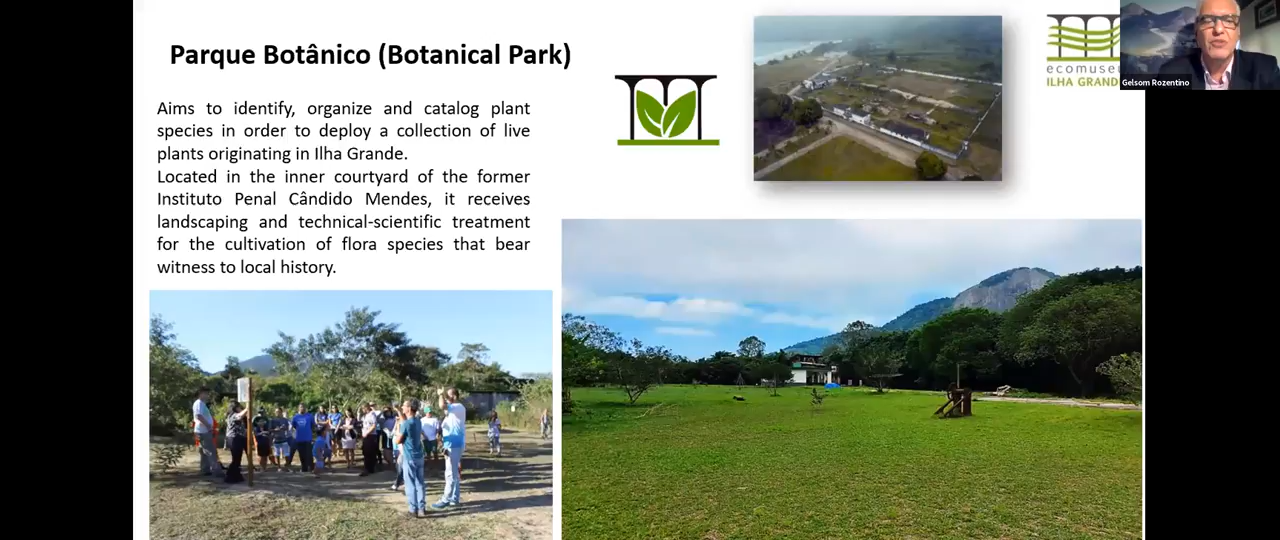 Parque Botânico (Botanical Park)
Aims to identify, organize and catalog plant
species in order to deploy a collection of live
plants originating in Ilha Grande.
Located in the inner courtyard of the former
Instituto Penal Cândido Mendes, it receives
landscaping and technical-scientific treatment
for the cultivation of flora species that bear
witness to local history.
ecomuse
ILHA GRAND
Gelsom Rozentino